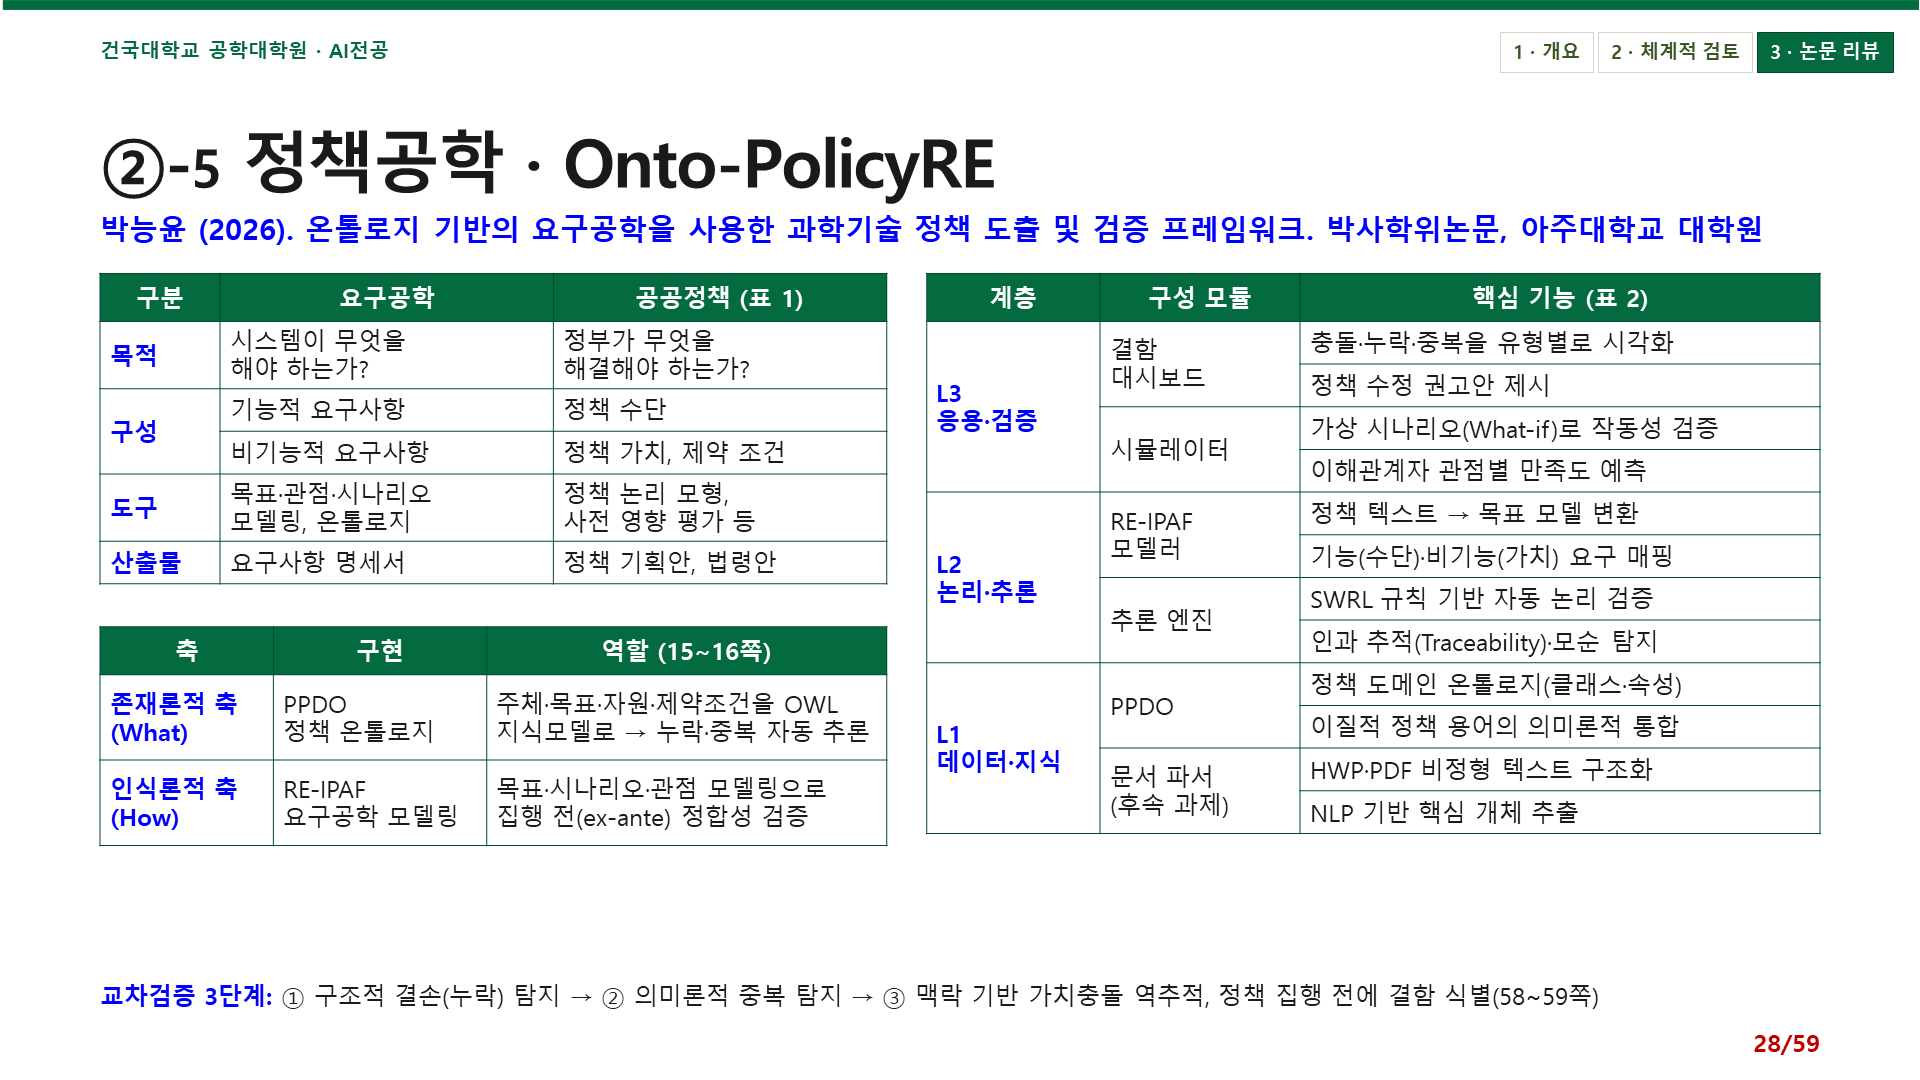 건국대학교 공학대학원 · AI전공
1 · 개요
2 · 체계적 검토
3 · 논문 리뷰
②-5 정책공학 · Onto-PolicyRE
박능윤 (2026). 온톨로지 기반의 요구공학을 사용한 과학기술 정책 도출 및 검증 프레임워크. 박사학위논문, 아주대학교 대학원
구분 요구공학 공공정책 (표 1)
목적
시스템이 무엇을
해야 하는가?
정부가 무엇을
해결해야 하는가?
구성
기능적 요구사항
정책 수단
비기능적 요구사항
정책 가치, 제약 조건
도구
목표·관점·시나리오
모델링, 온톨로지
정책 논리 모형,
사전 영향 평가 등
산출물
요구사항 명세서
정책 기획안, 법령안
축 구현 역할 (15~16쪽)
존재론적 축
(What)
PPDO
정책 온톨로지
주체·목표·자원·제약조건을 OWL
지식모델로 → 누락·중복 자동 추론
인식론적 축
(How)
RE-IPAF
요구공학 모델링
목표·시나리오·관점 모델링으로
집행 전(ex-ante) 정합성 검증
계층 구성 모듈 핵심 기능 (표 2)
L3
응용·검증
결함
대시보드
충돌·누락·중복을 유형별로 시각화
정책 수정 권고안 제시
시뮬레이터
가상 시나리오(What-if)로 작동성 검증
이해관계자 관점별 만족도 예측
L2
논리·추론
RE-IPAF
모델러
정책 텍스트 → 목표 모델 변환
기능(수단)·비기능(가치) 요구 매핑
추론 엔진
SWRL 규칙 기반 자동 논리 검증
인과 추적(Traceability)·모순 탐지
L1
데이터·지식
PPDO
정책 도메인 온톨로지(클래스·속성)
이질적 정책 용어의 의미론적 통합
문서 파서
(후속 과제)
HWP·PDF 비정형 텍스트 구조화
NLP 기반 핵심 개체 추출
교차검증 3단계: ① 구조적 결손(누락) 탐지 → ② 의미론적 중복 탐지 → ③ 맥락 기반 가치충돌 역추적, 정책 집행 전에 결함 식별(58~59쪽)
28/59